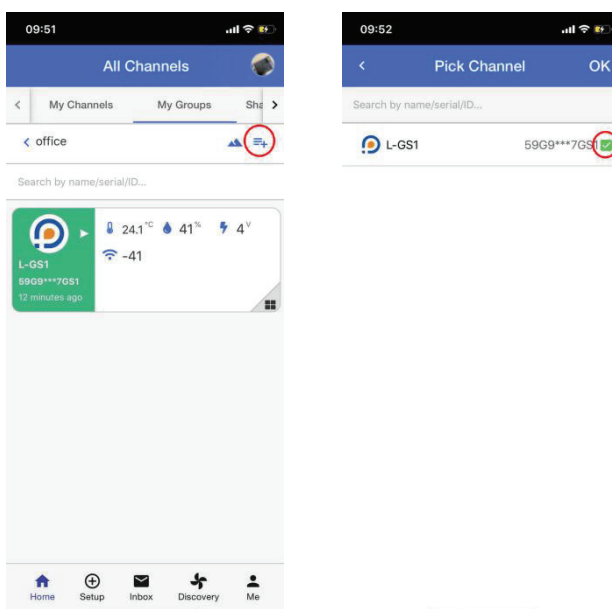 09:51
All Channels
My Channels My Groups Sha
office
Search by name/serial/ID...
24.1°C 41% 4V
-41
L-GS1
59G9***7GS1
12 minutes ago
Home Setup Inbox Discovery Me
09:52
Pick Channel OK
Search by name/serial/ID...
L-GS1 59G9***7GS1